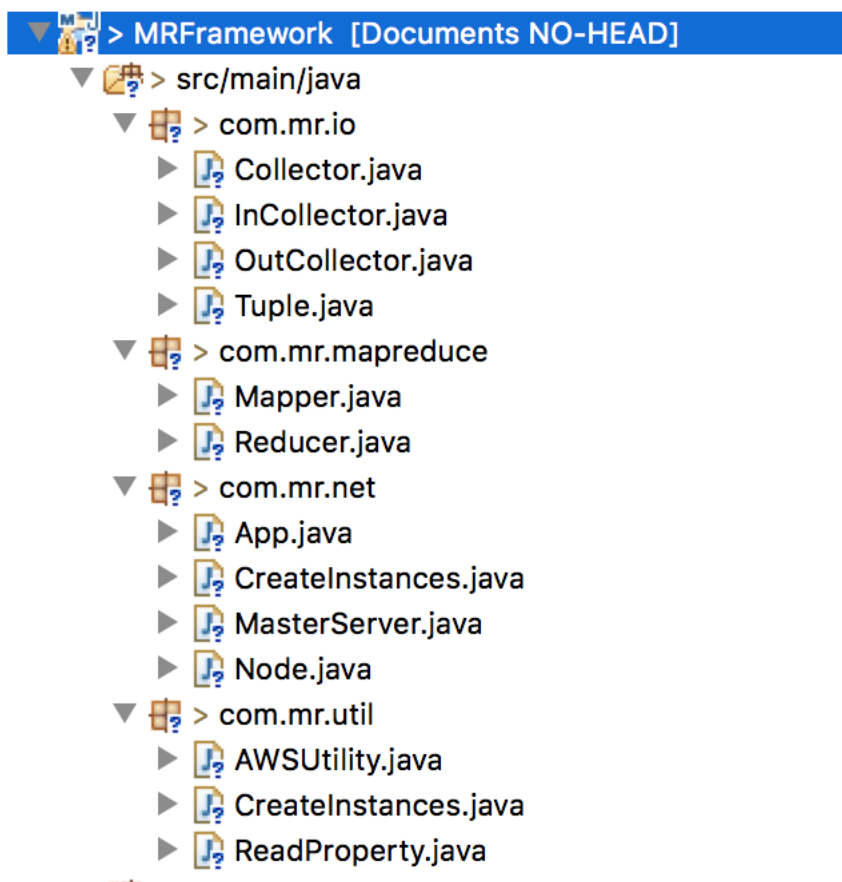 > MRFramework [Documents NO-HEAD]
> src/main/java
> com.mr.io
Collector.java
InCollector.java
OutCollector.java
Tuple.java
> com.mr.mapreduce
Mapper.java
Reducer.java
> com.mr.net
App.java
CreateInstances.java
MasterServer.java
Node.java
> com.mr.util
AWSUtility.java
CreateInstances.java
ReadProperty.java